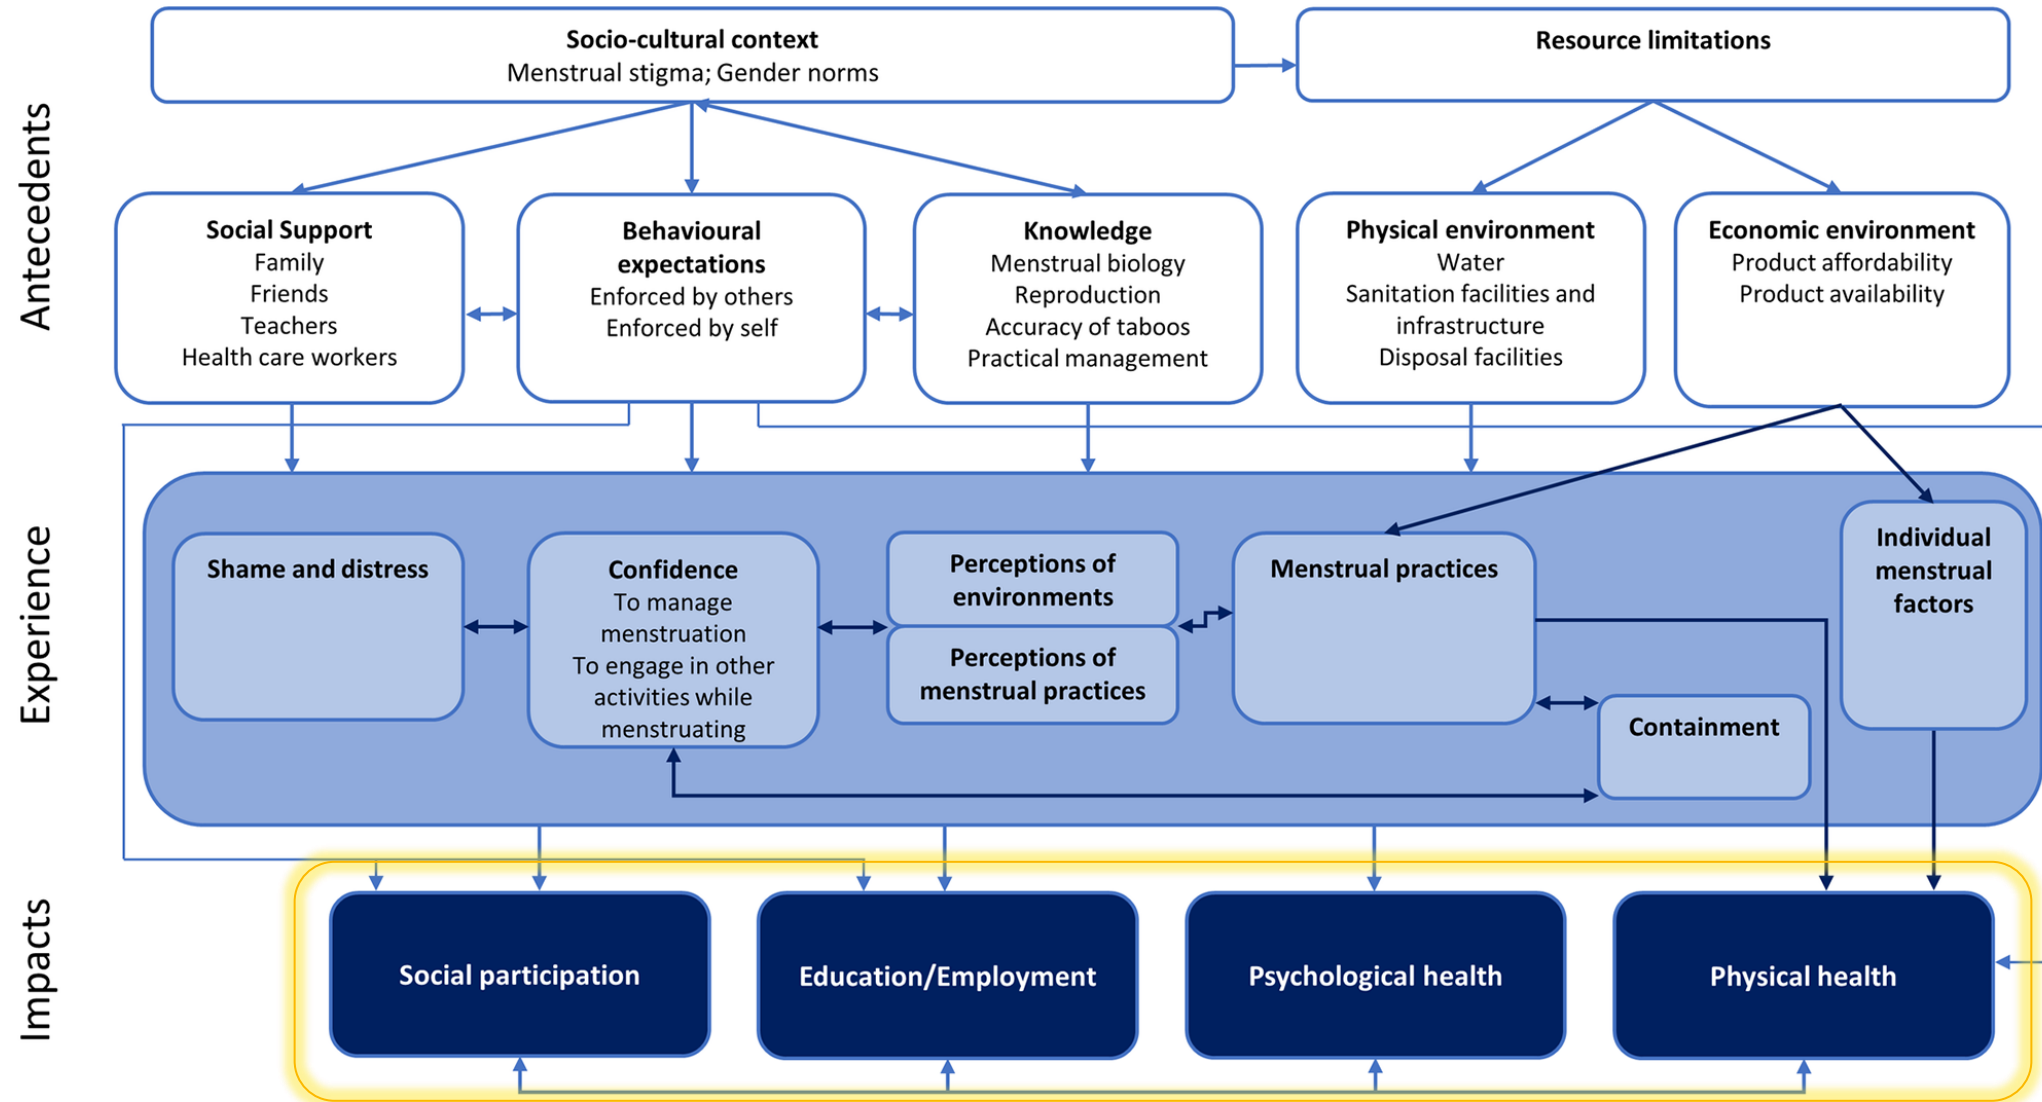 Antecedents
Socio-cultural context
Menstrual stigma; Gender norms
Resource limitations
Social Support
Family
Friends
Teachers
Health care workers
Behavioural
expectations
Enforced by others
Enforced by self
Knowledge
Menstrual biology
Reproduction
Accuracy of taboos
Practical management
Physical environment
Water
Sanitation facilities and
infrastructure
Disposal facilities
Economic environment
Product affordability
Product availability
Experience
Shame and distress
Confidence
To manage
menstruation
To engage in other
activities while
menstruating
Perceptions of
environments
Perceptions of
menstrual practices
Menstrual practices
Containment
Individual
menstrual
factors
Impacts
Social participation
Education/Employment
Psychological health
Physical health